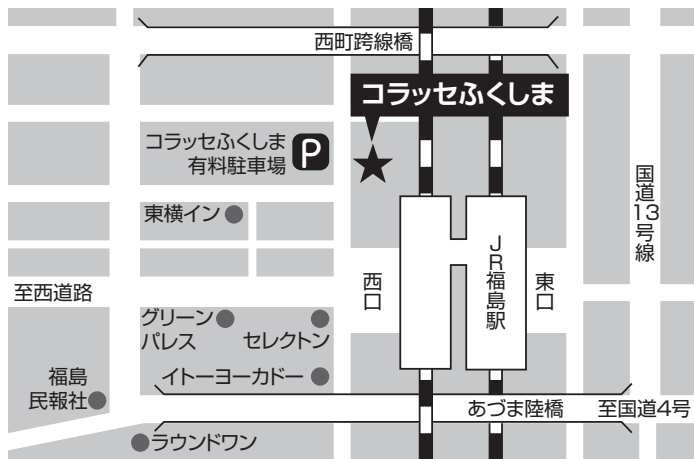 西町跨線橋
コラッセふくしま
コラッセふくしま
有料駐車場
P
東横イン
国道13号線
JR福島駅
西口
東口
至西道路
グリーン
パレス
セレクトン
福島
民報社
イトーヨーカドー
あづま陸橋
至国道4号
ラウンドワン